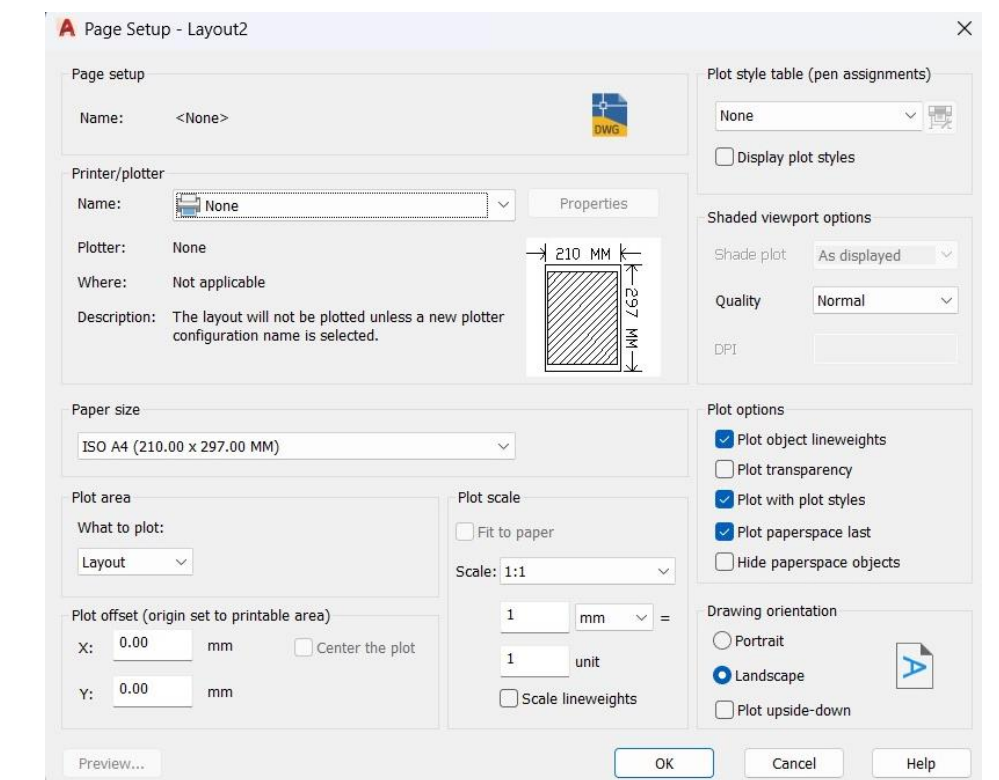 Page Setup - Layout2
Page setup
Name: <None>
DWG
Printer/plotter
Name: None
Properties
Plotter: None
Where: Not applicable
Description: The layout will not be plotted unless a new plotter
configuration name is selected.
210 MM
297 MM
Paper size
ISO A4 (210.00 x 297.00 MM)
Plot area
What to plot:
Layout
Plot offset (origin set to printable area)
X: 0.00 mm
Center the plot
Y: 0.00 mm
Plot scale
Fit to paper
Scale: 1:1
1 mm =
1 unit
Scale lineweights
Plot style table (pen assignments)
None
Display plot styles
Shaded viewport options
Shade plot As displayed
Quality Normal
DPI
Plot options
Plot object lineweights
Plot transparency
Plot with plot styles
Plot paperspace last
Hide paperspace objects
Drawing orientation
Portrait
Landscape
A
Plot upside-down
Preview...
OK
Cancel
Help